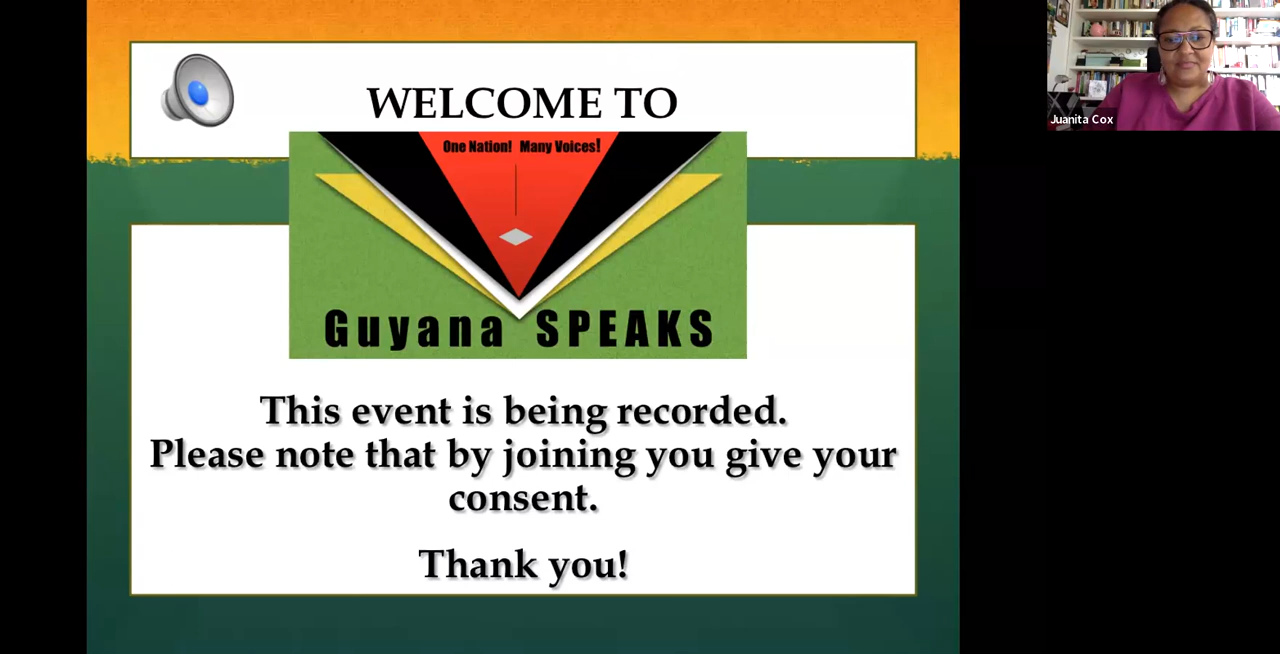 WELCOME TO
One Nation! Many Voices!
Guyana SPEAKS
This event is being recorded.
Please note that by joining you give your
consent.
Thank you!
Juanita Cox